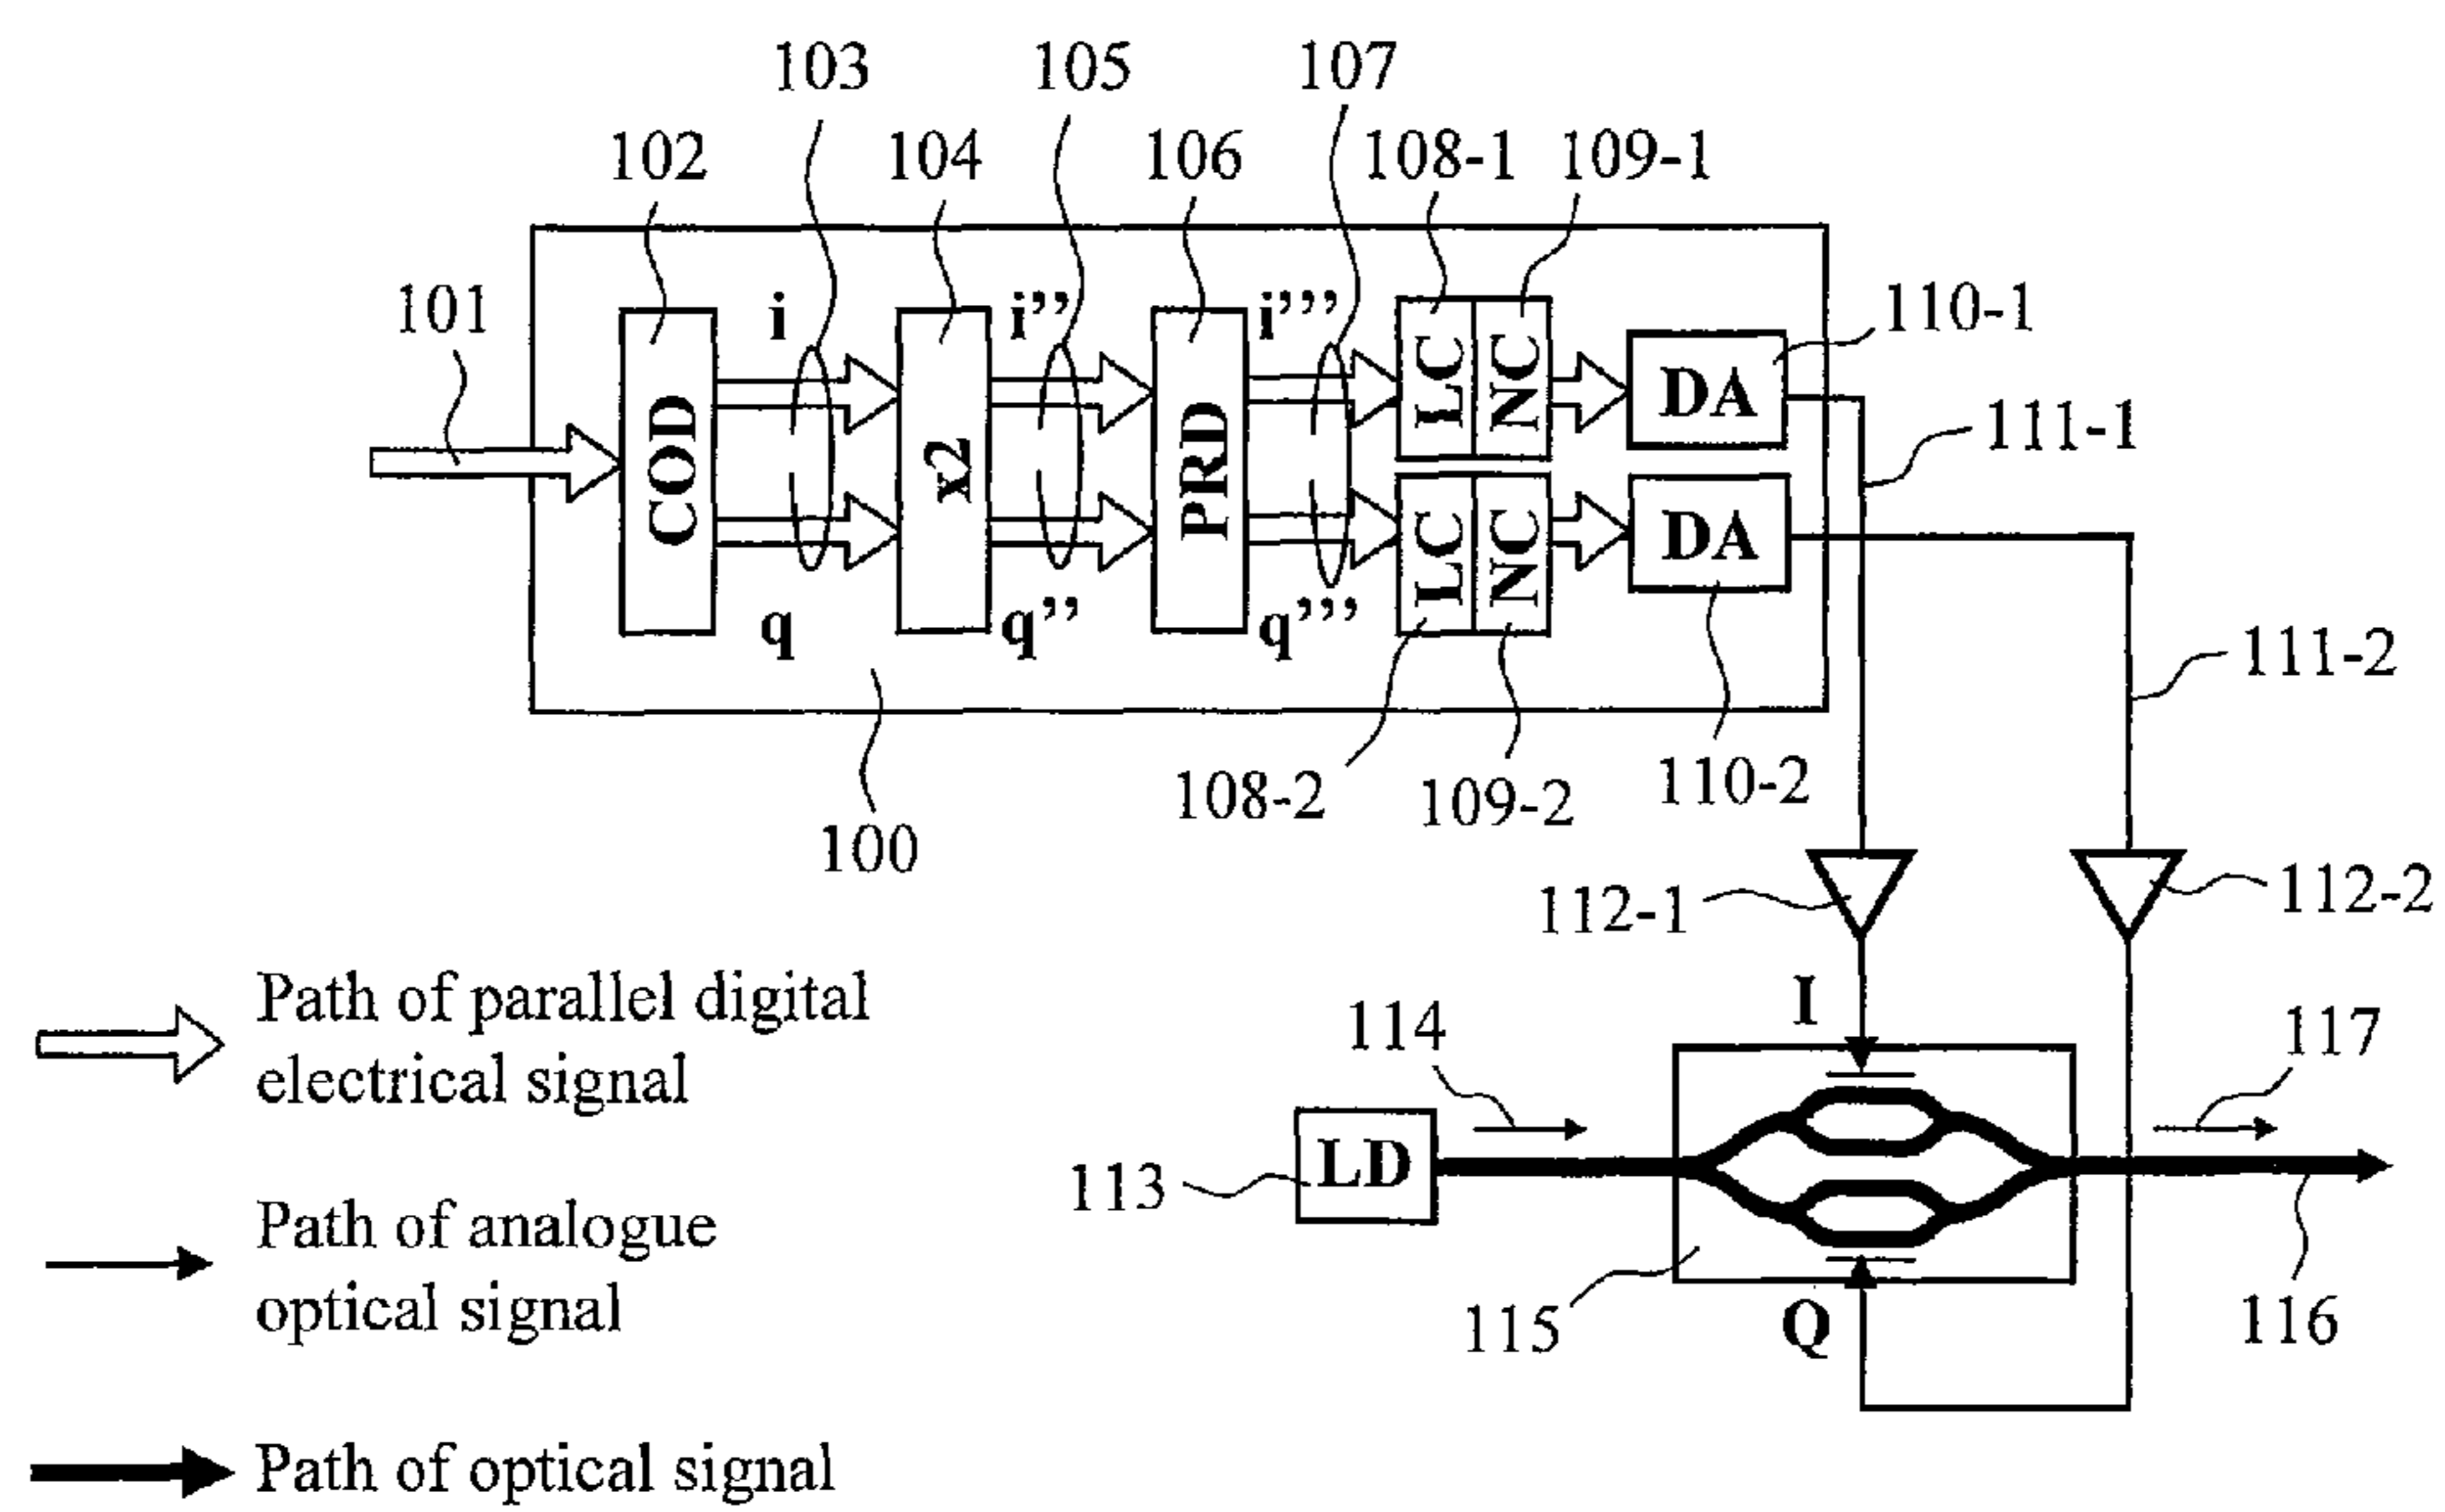 103 105 107
102 104 106 108-1 109-1
101 i i’’ i’’’ 110-1
COD x2 PRD LC NC DA
111-1
LC NC DA
q q’’ q’’’
111-2
108-2 109-2 110-2
100
112-1 112-2
Path of parallel digital
electrical signal
I
114 117
113 LD
Path of analogue
optical signal
115 Q 116
Path of optical signal